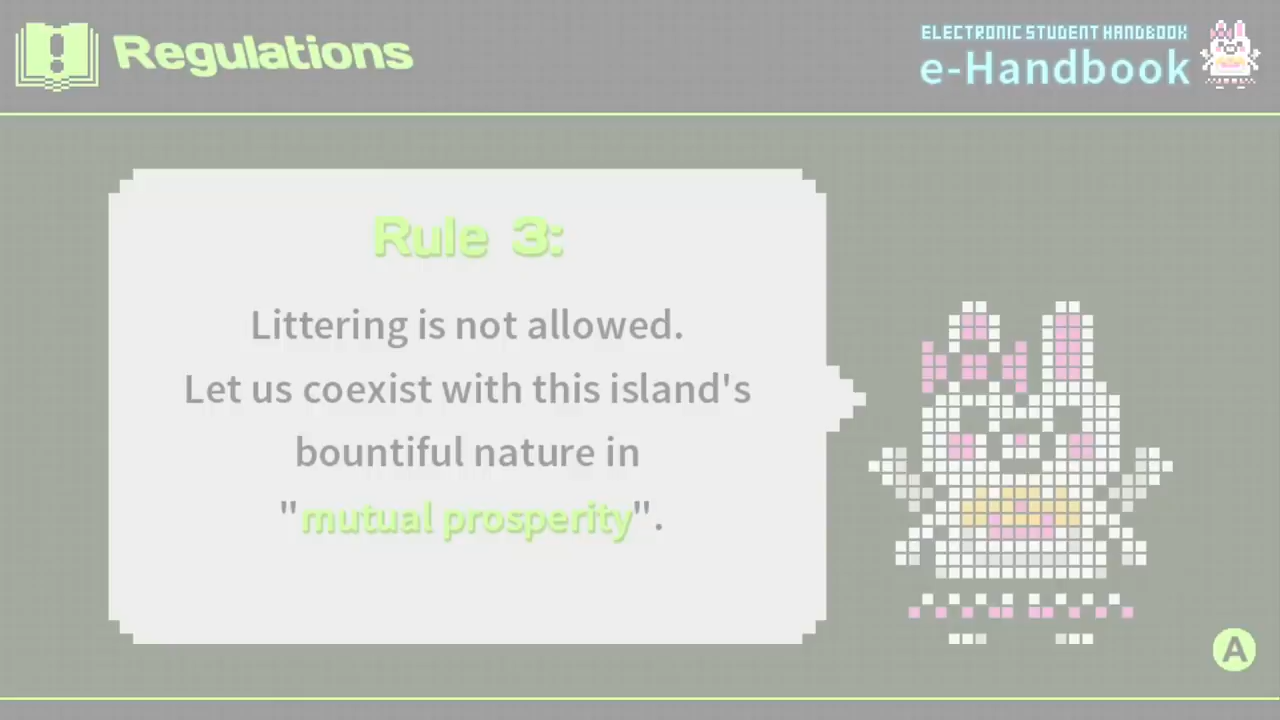 Regulations
ELECTRONIC STUDENT HANDBOOK
e-Handbook
Rule 3:
Littering is not allowed.
Let us coexist with this island's
bountiful nature in
"mutual prosperity".
A